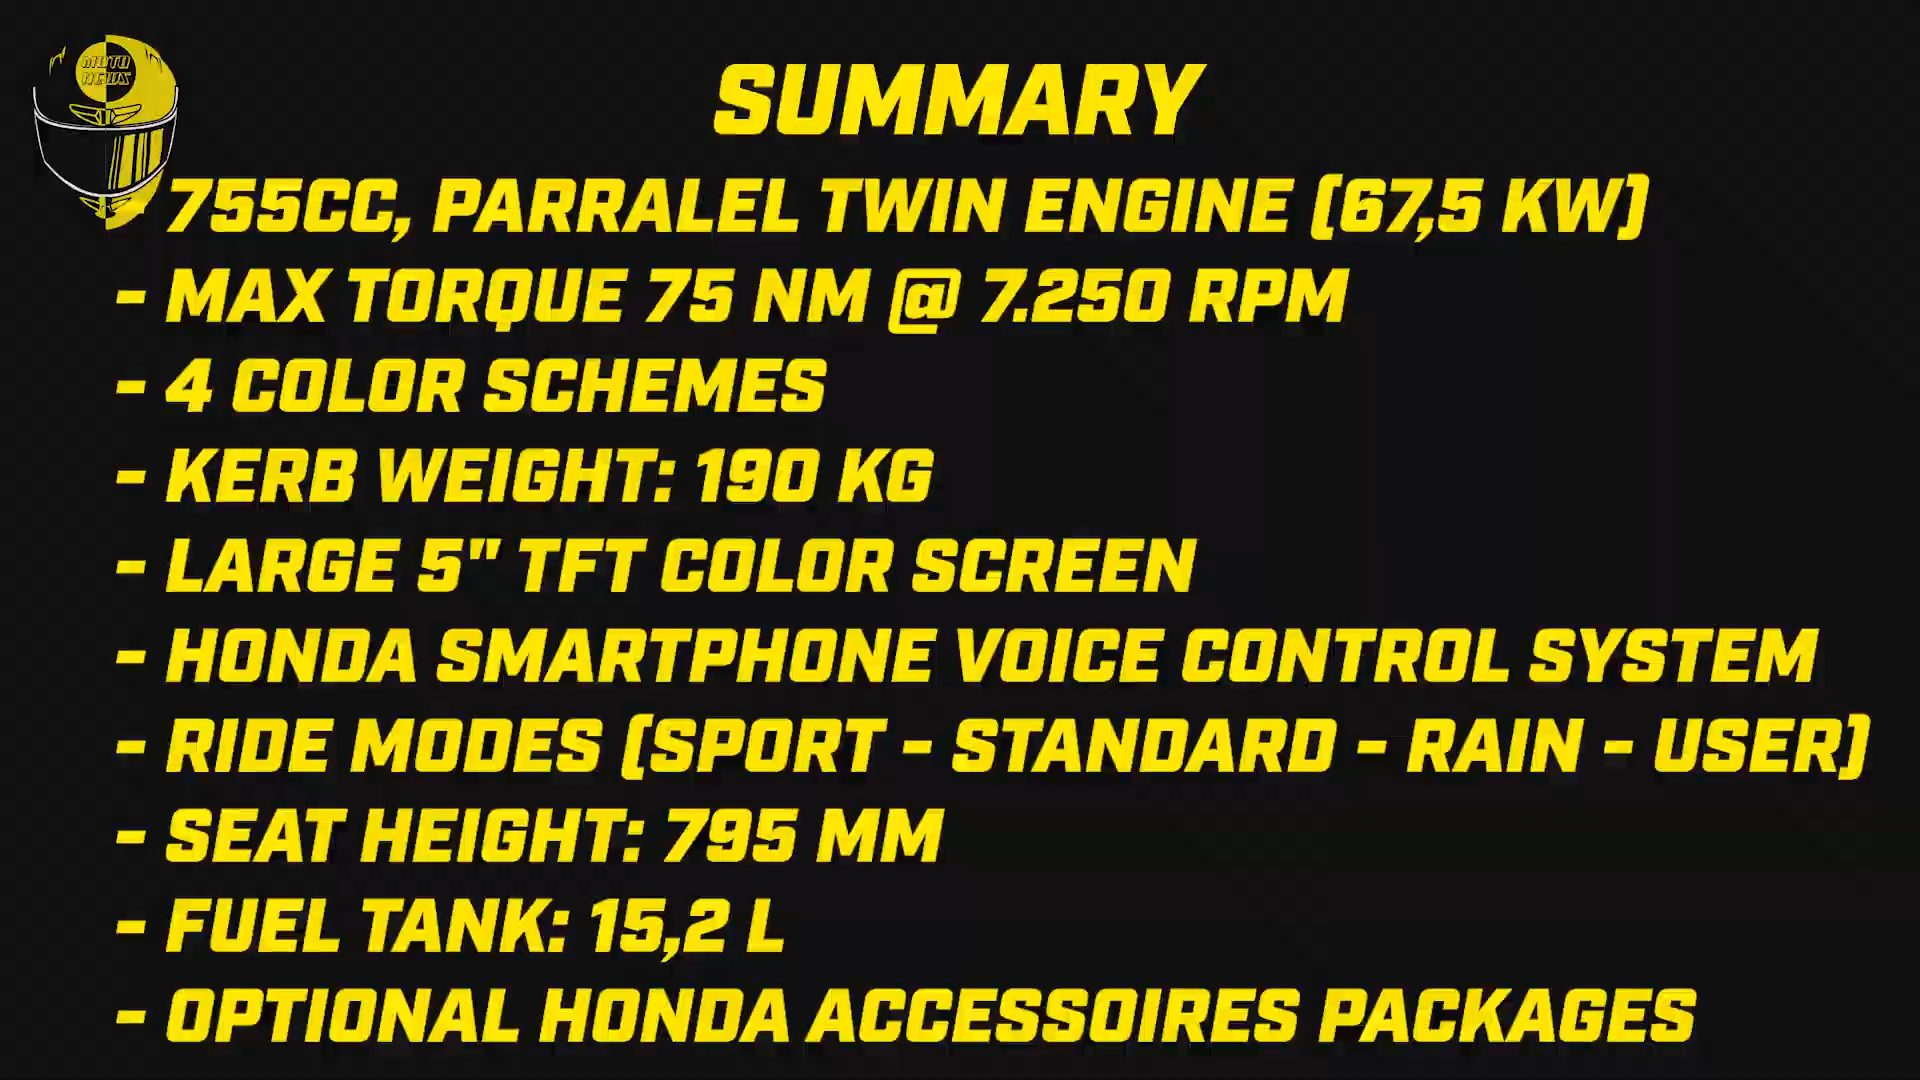 MOTO
NEWS
SUMMARY
- 755CC, PARRALEL TWIN ENGINE (67,5 KW)
- MAX TORQUE 75 NM @ 7.250 RPM
- 4 COLOR SCHEMES
- KERB WEIGHT: 190 KG
- LARGE 5" TFT COLOR SCREEN
- HONDA SMARTPHONE VOICE CONTROL SYSTEM
- RIDE MODES (SPORT - STANDARD - RAIN - USER)
- SEAT HEIGHT: 795 MM
- FUEL TANK: 15,2 L
- OPTIONAL HONDA ACCESSOIRES PACKAGES